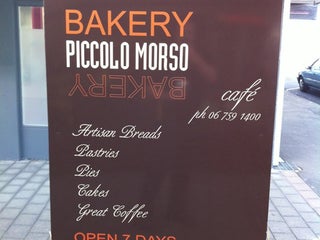 BAKERY
PICCOLO MORSO
BAKERY
café
ph 06 759 1400
Artisan Breads
Pastries
Pies
Cakes
Great Coffee
OPEN 7 DAYS